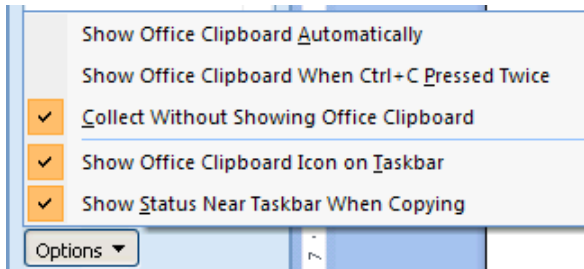 Show Office Clipboard Automatically
Show Office Clipboard When Ctrl+C Pressed Twice
Collect Without Showing Office Clipboard
Show Office Clipboard Icon on Taskbar
Show Status Near Taskbar When Copying
Options
7